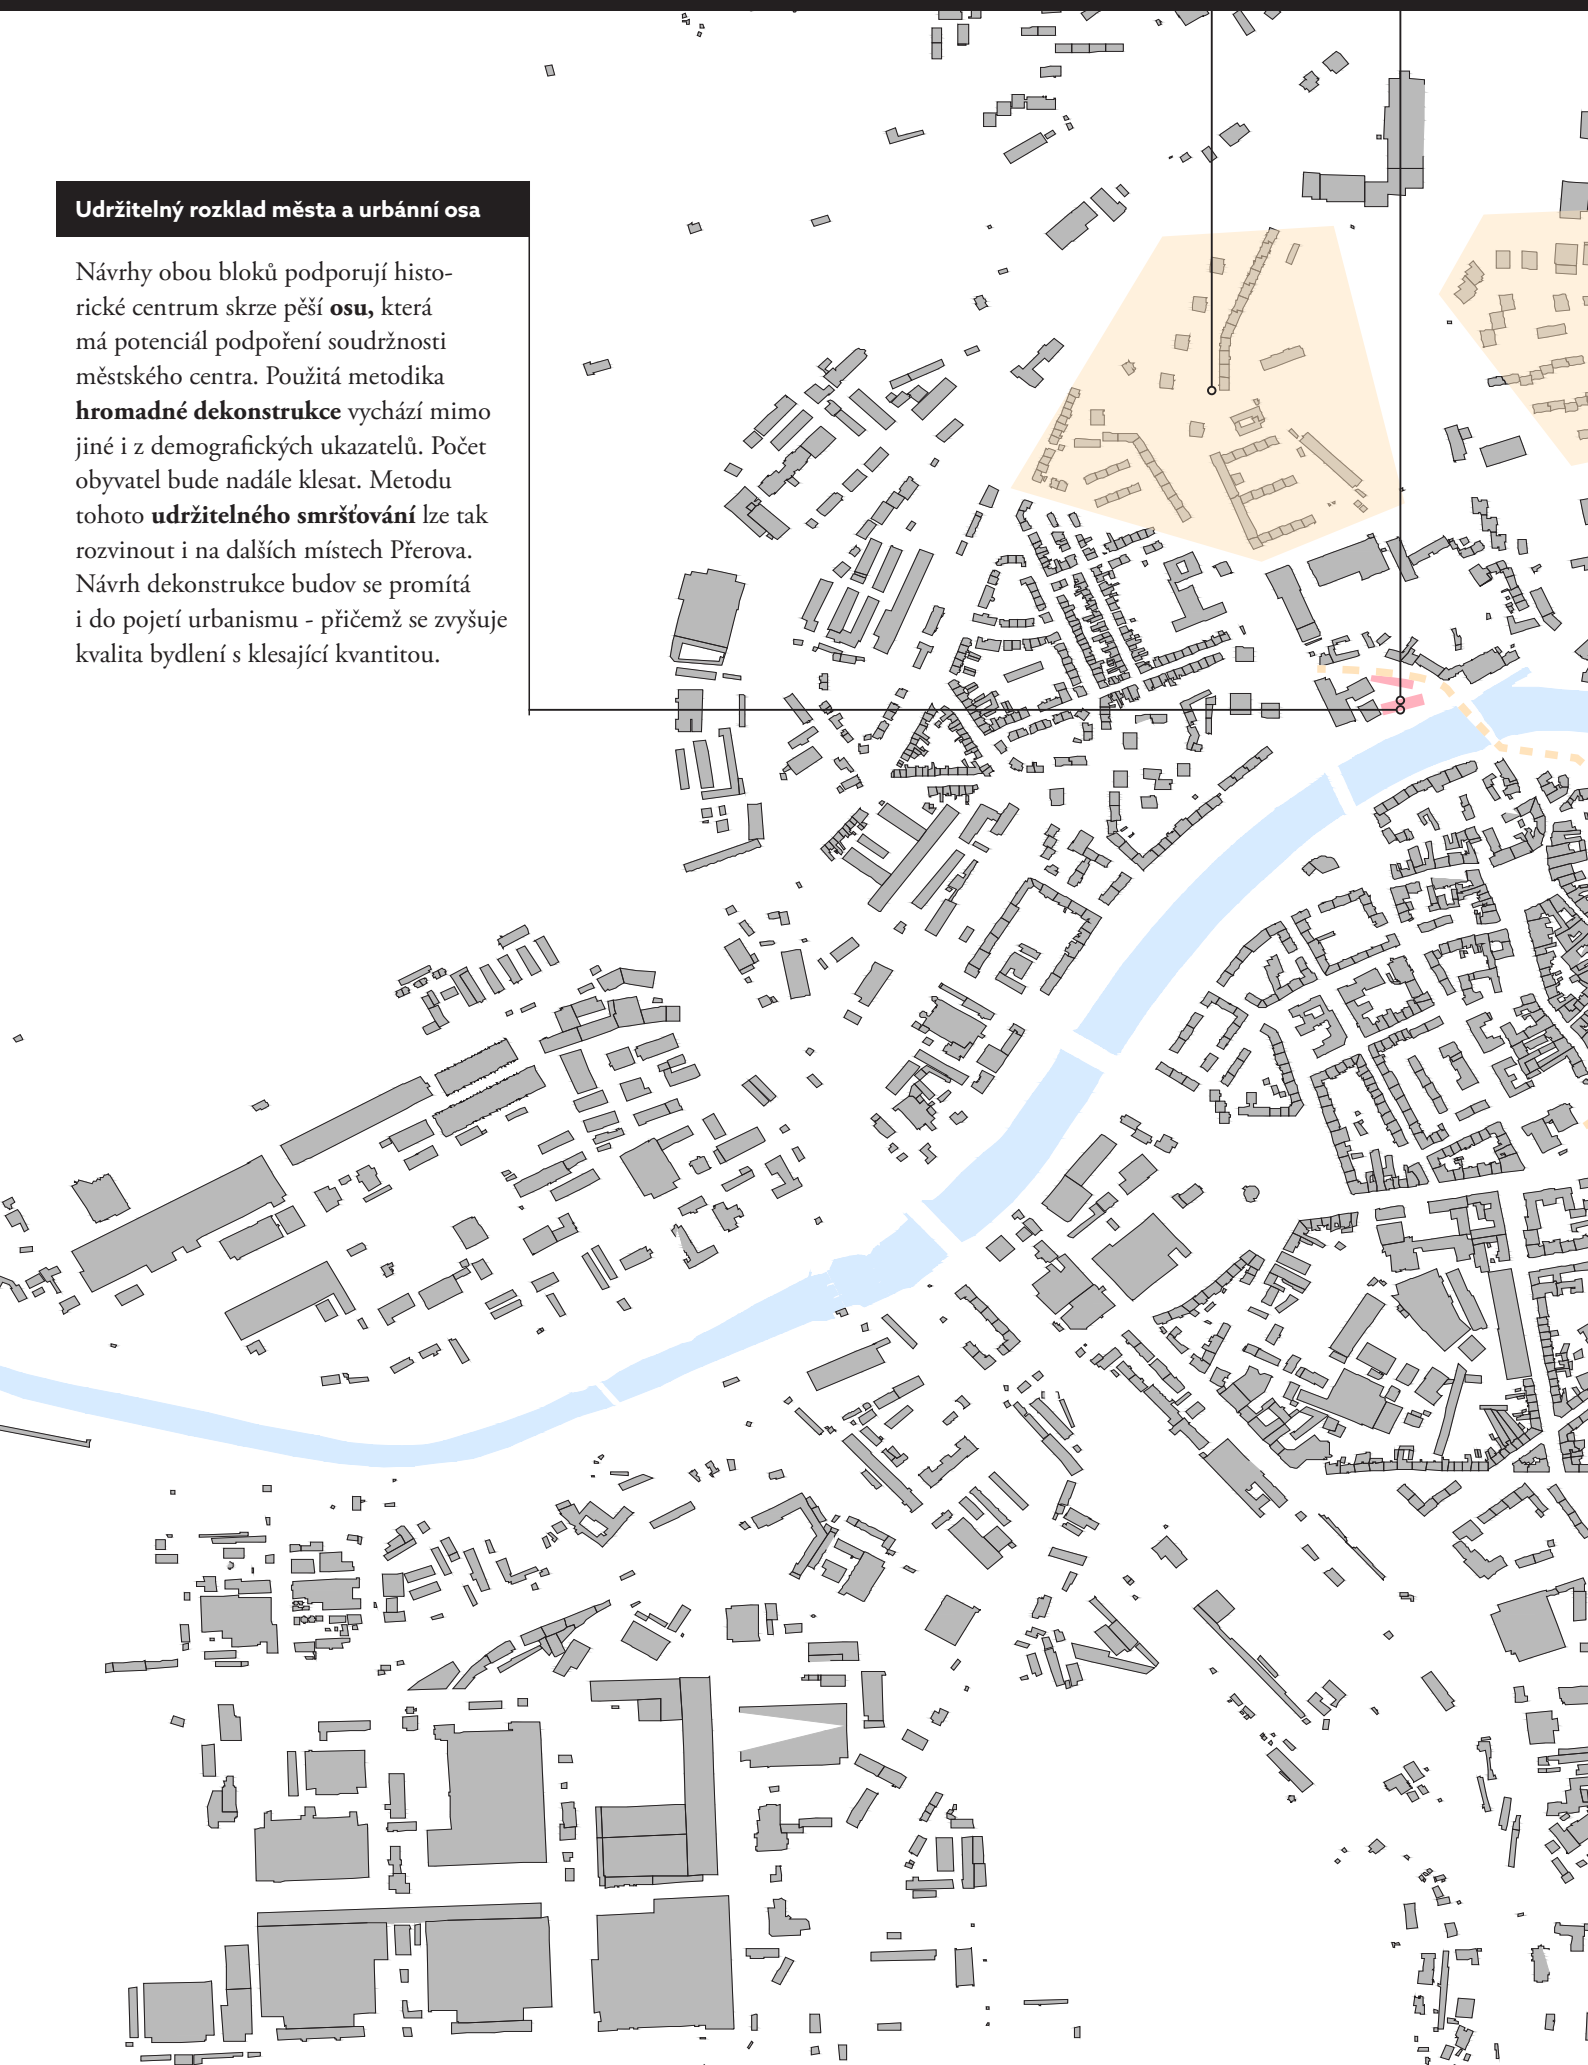 Udržitelný rozklad města a urbánní osa
Návrhy obou bloků podporují histo-
rické centrum skrze pěší osu, která
má potenciál podpoření soudržnosti
městského centra. Použitá metodika
hromadné dekonstrukce vychází mimo
jiné i z demografických ukazatelů. Počet
obyvatel bude nadále klesat. Metodu
tohoto udržitelného smršťování lze tak
rozvinout i na dalších místech Přerova.
Návrh dekonstrukce budov se promítá
i do pojetí urbanismu - přičemž se zvyšuje
kvalita bydlení s klesající kvantitou.